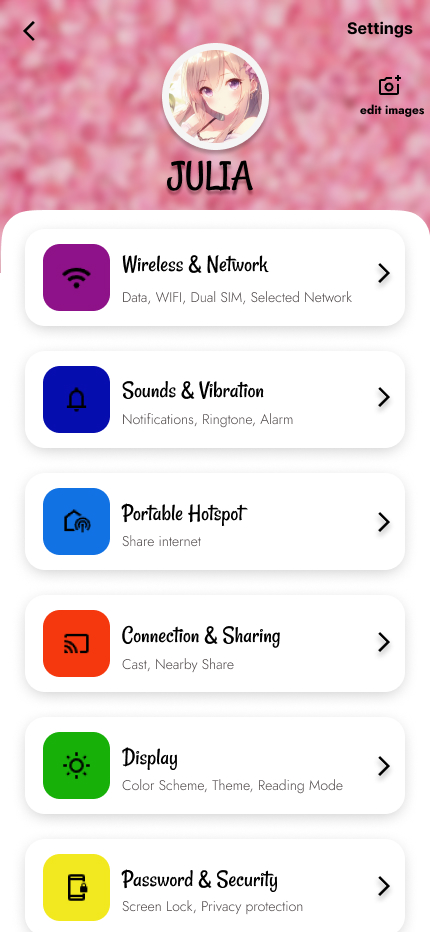 Settings
edit images
JULIA
Wireless & Network
Data, WIFI, Dual SIM, Selected Network
Sounds & Vibration
Notifications, Ringtone, Alarm
Portable Hotspot
Share internet
Connection & Sharing
Cast, Nearby Share
Display
Color Scheme, Theme, Reading Mode
Password & Security
Screen Lock, Privacy protection